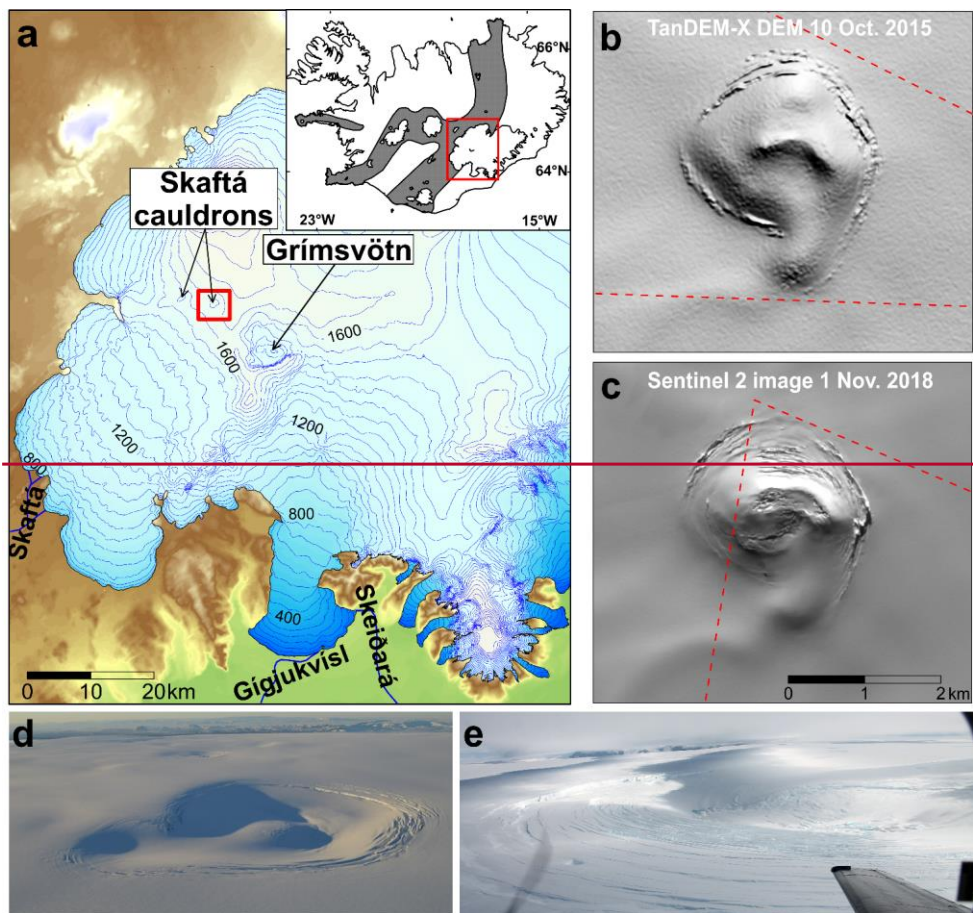 a
66°N
64°N
23°W
15°W
Skaftá
cauldrons
Grímsvötn
1600
1600
1200
1200
800
800
400
Skaftá
Skeiðará
Gígjukvísl
0 10 20 km
b
TanDEM-X DEM 10 Oct. 2015
c
Sentinel 2 image 1 Nov. 2018
0 1 2 km
d
e